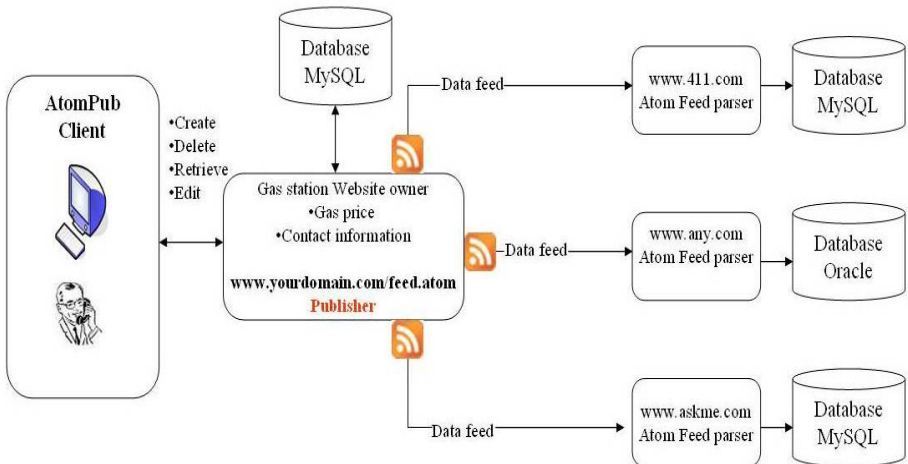 AtomPub
Client
•Create
•Delete
•Retrieve
•Edit
Database
MySQL
Gas station Website owner
•Gas price
•Contact information
www.yourdomain.com/feed.atom
Publisher
Data feed
www.411.com
Atom Feed parser
Database
MySQL
Data feed
www.any.com
Atom Feed parser
Database
Oracle
Data feed
www.askme.com
Atom Feed parser
Database
MySQL